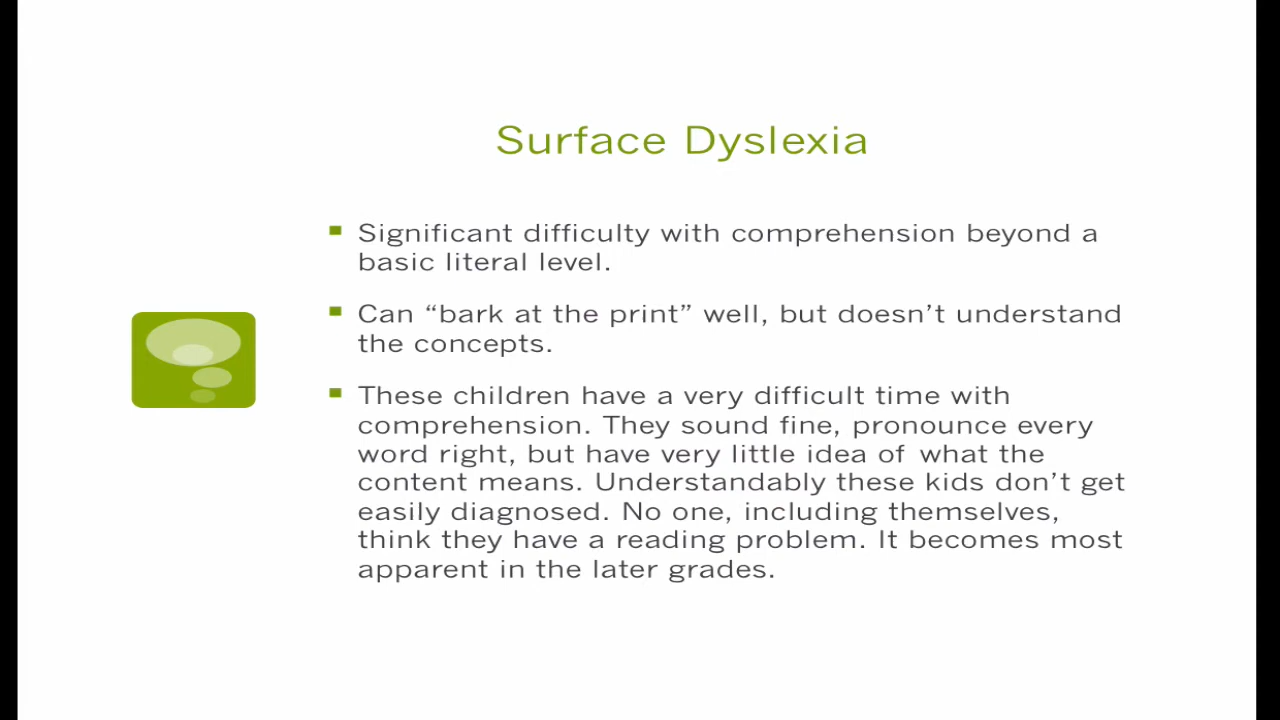 Surface Dyslexia
Significant difficulty with comprehension beyond a
basic literal level.
Can “bark at the print” well, but doesn’t understand
the concepts.
These children have a very difficult time with
comprehension. They sound fine, pronounce every
word right, but have very little idea of what the
content means. Understandably these kids don’t get
easily diagnosed. No one, including themselves,
think they have a reading problem. It becomes most
apparent in the later grades.